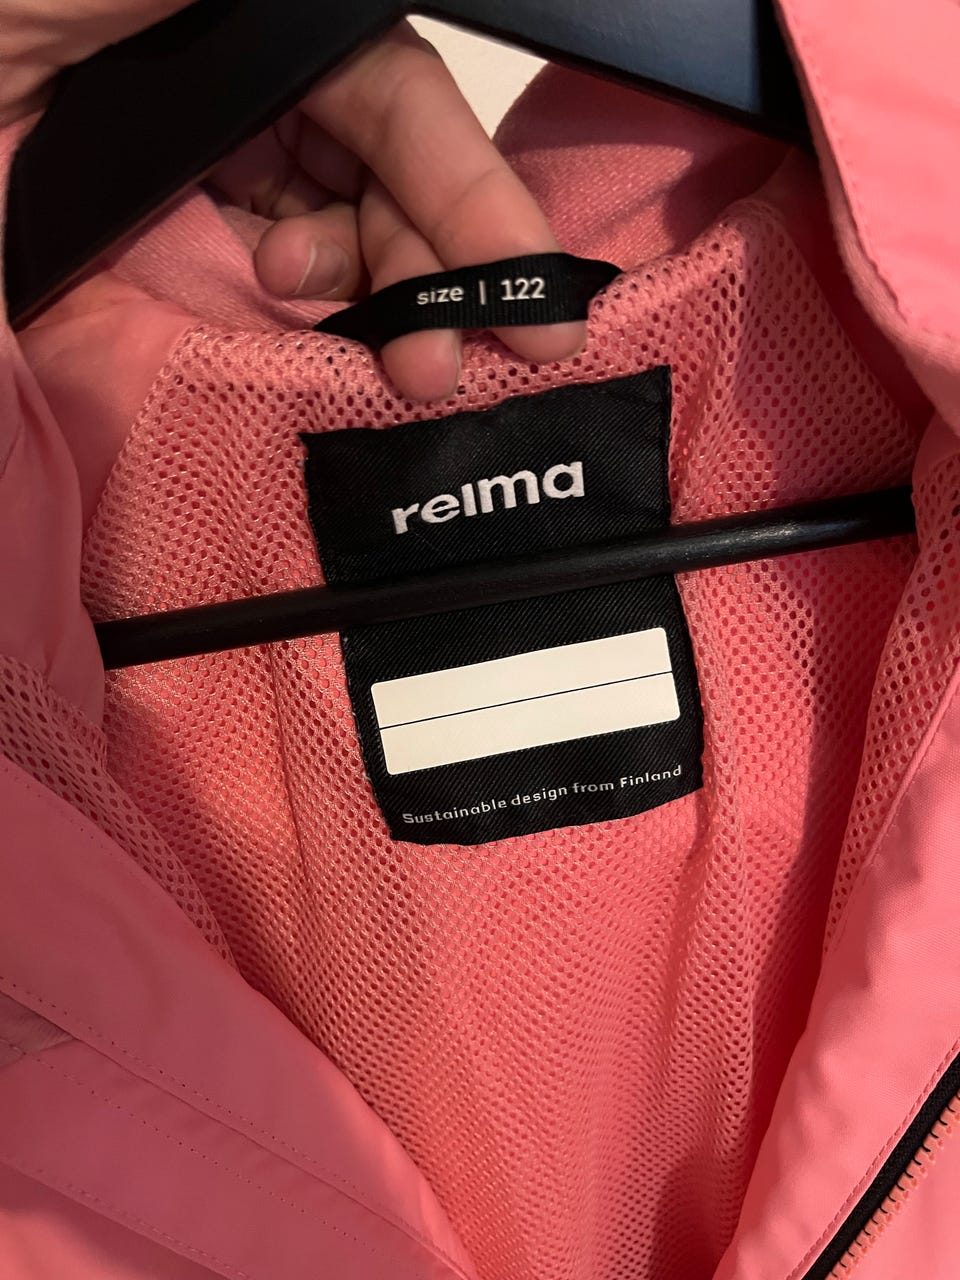 size | 122
reima
Sustainable design from Finland